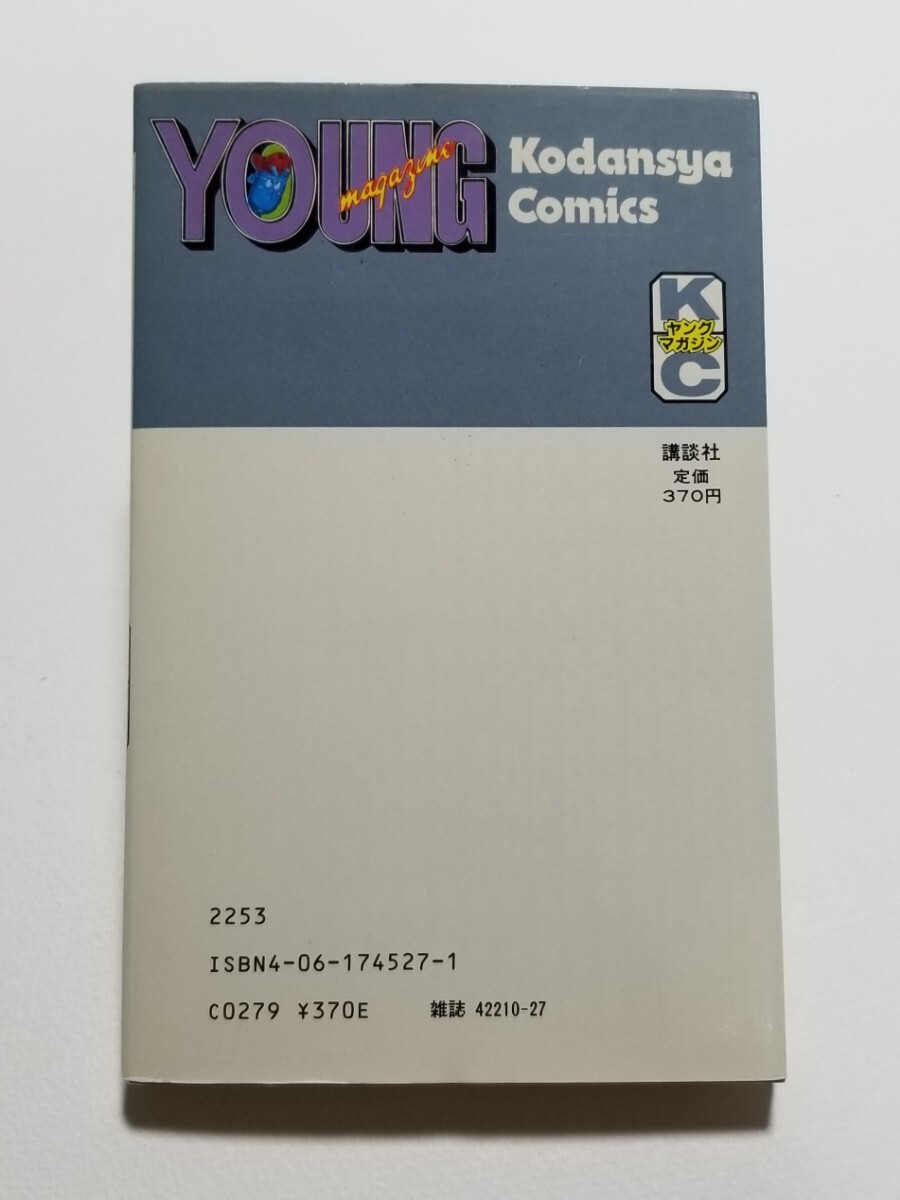 YOUNG
magazine
Kodansya
Comics
K
ヤング
マガジン
C
講談社
定価
370円
2253
ISBN4-06-174527-1
C0279 ¥370E 雑誌 42210-27